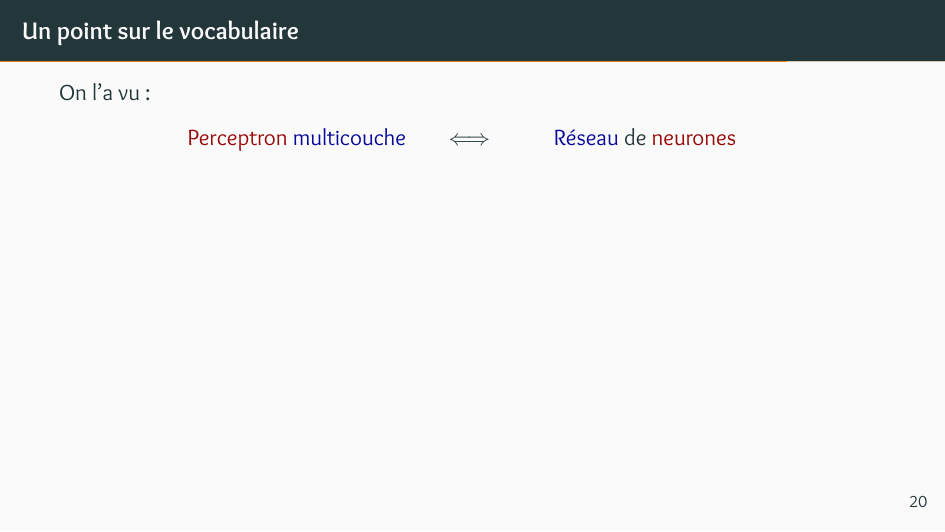 Un point sur le vocabulaire
On l'a vu :
Perceptron multicouche ⟺ Réseau de neurones
20